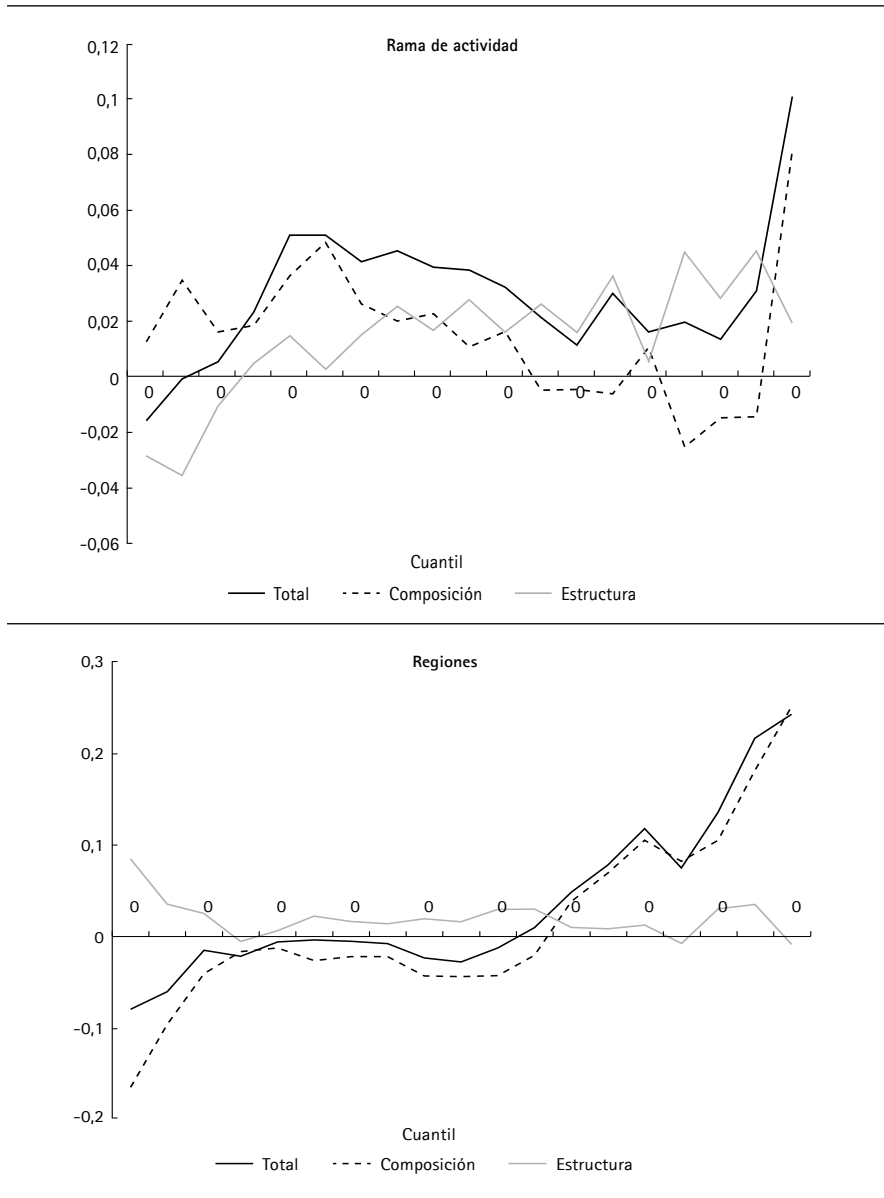 Rama de actividad
0,12
0,1
0,08
0,06
0,04
0,02
0
-0,02
-0,04
-0,06
0 0 0 0 0 0 0 0 0 0
Cuantil
Total Composición Estructura
Regiones
0,3
0,2
0,1
0
-0,1
-0,2
0 0 0 0 0 0 0 0 0 0
Cuantil
Total Composición Estructura